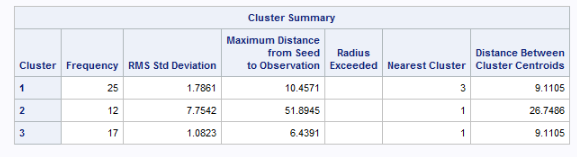 Cluster Summary
Cluster Frequency RMS Std Deviation Maximum Distance from Seed to Observation Radius Exceeded Nearest Cluster Distance Between Cluster Centroids
1 25 1.7861 10.4571 3 9.1105
2 12 7.7542 51.8945 1 26.7486
3 17 1.0823 6.4391 1 9.1105